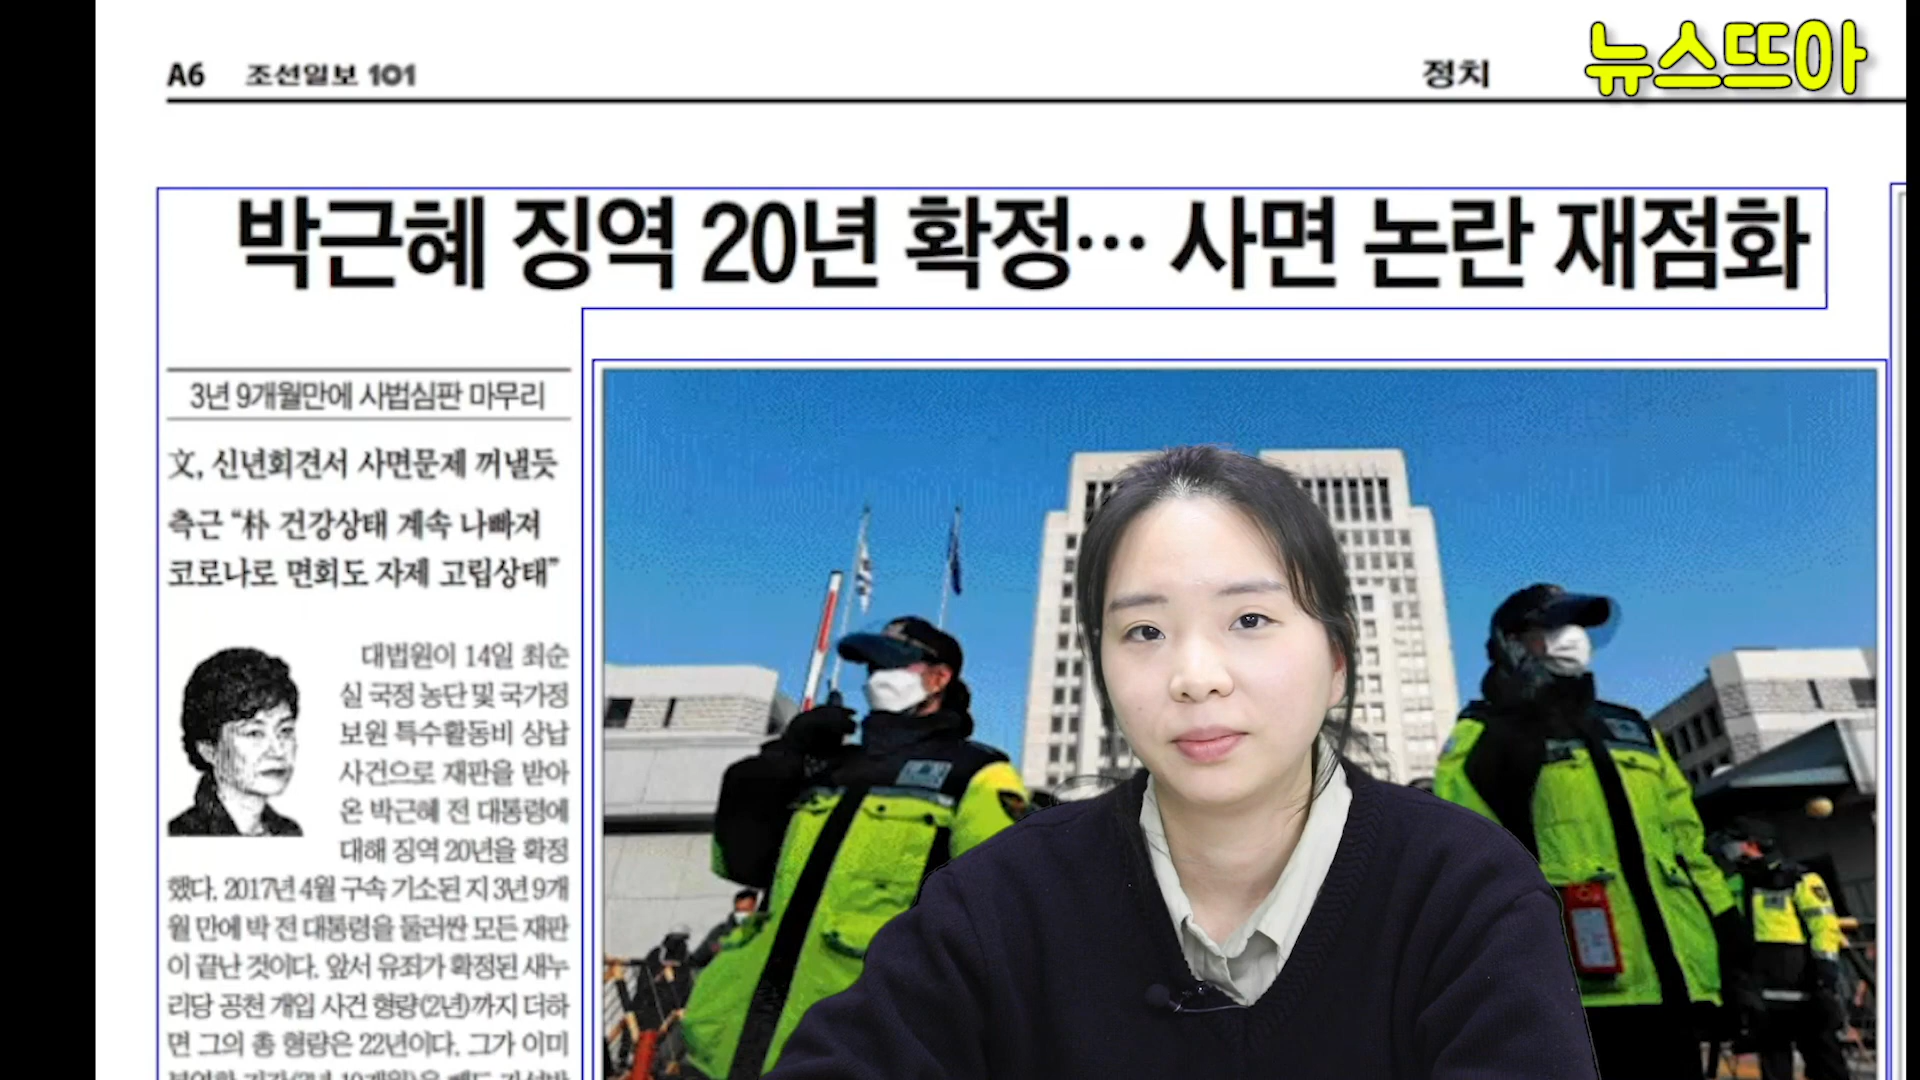 A6 조선일보 101
정치
뉴스뜨아
박근혜 징역 20년 확정… 사면 논란 재점화
3년 9개월만에 사법심판 마무리
文, 신년회견서 사면문제 꺼낼듯
측근 “朴 건강상태 계속 나빠져
코로나로 면회도 자제 고립상태”
대법원이 14일 최순
실 국정 농단 및 국가정
보원 특수활동비 상납
사건으로 재판을 받아
온 박근혜 전 대통령에
대해 징역 20년을 확정
했다. 2017년 4월 구속 기소된 지 3년 9개
월 만에 박 전 대통령을 둘러싼 모든 재판
이 끝난 것이다. 앞서 유죄가 확정된 새누
리당 공천 개입 사건 형량(2년)까지 더하
면 그의 총 형량은 22년이다. 그가 이미